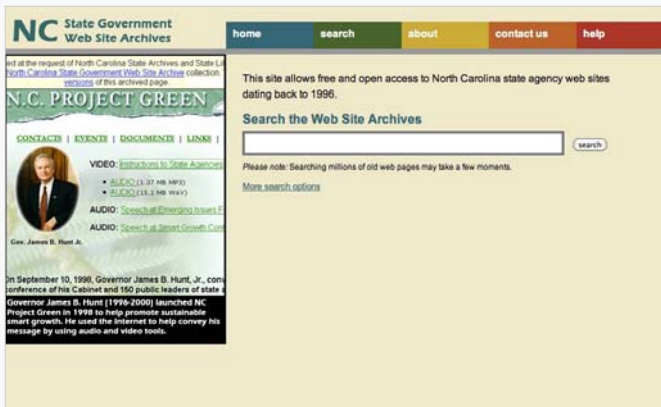 NC State Government
Web Site Archives
home search about contact us help
ed at the request of North Carolina State Archives and State Li
North Carolina State Government Web Site Archive collection.
versions of this archived page.
N.C. PROJECT GREEN
CONTACTS | EVENTS | DOCUMENTS | LINKS |
VIDEO: Instructions to State Agencies
• AUDIO (1.37 MB MP3)
• AUDIO (15.1 MB WAV)
AUDIO: Speech at Emerging Issues F
AUDIO: Speech at Smart Growth Con
Gov. James B. Hunt Jr.
On September 10, 1998, Governor James B. Hunt, Jr., conv
conference of his Cabinet and 150 public leaders of state a
Governor James B. Hunt (1996-2000) launched NC
Project Green in 1998 to help promote sustainable
smart growth. He used the Internet to help convey his
message by using audio and video tools.
This site allows free and open access to North Carolina state agency web sites
dating back to 1996.
Search the Web Site Archives
search
Please note: Searching millions of old web pages may take a few moments.
More search options